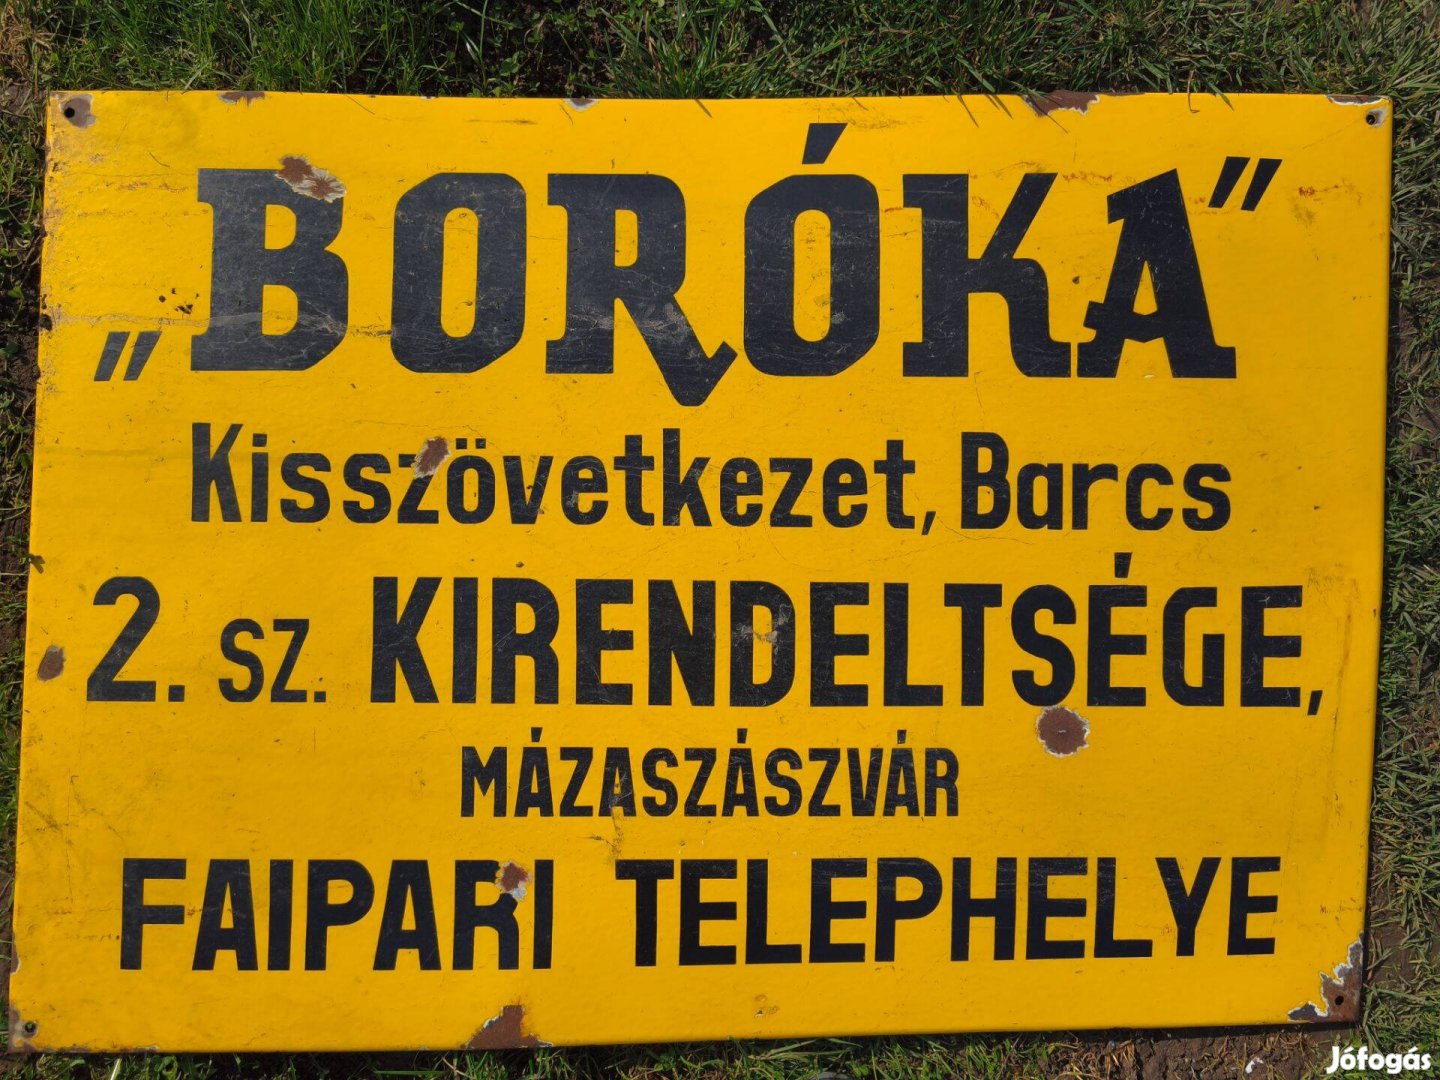 „BORÓKA”
Kisszövetkezet, Barcs
2. SZ. KIRENDELTSÉGE,
MÁZASZÁSZVÁR
FAIPARI TELEPHELYE
Jófogás